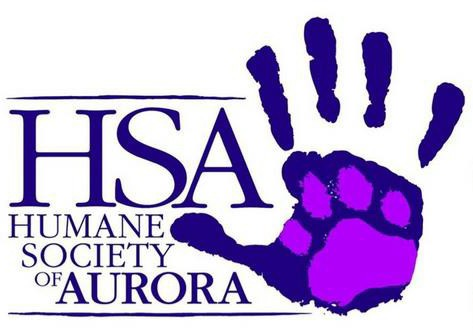 HSA
HUMANE
SOCIETY
OF AURORA